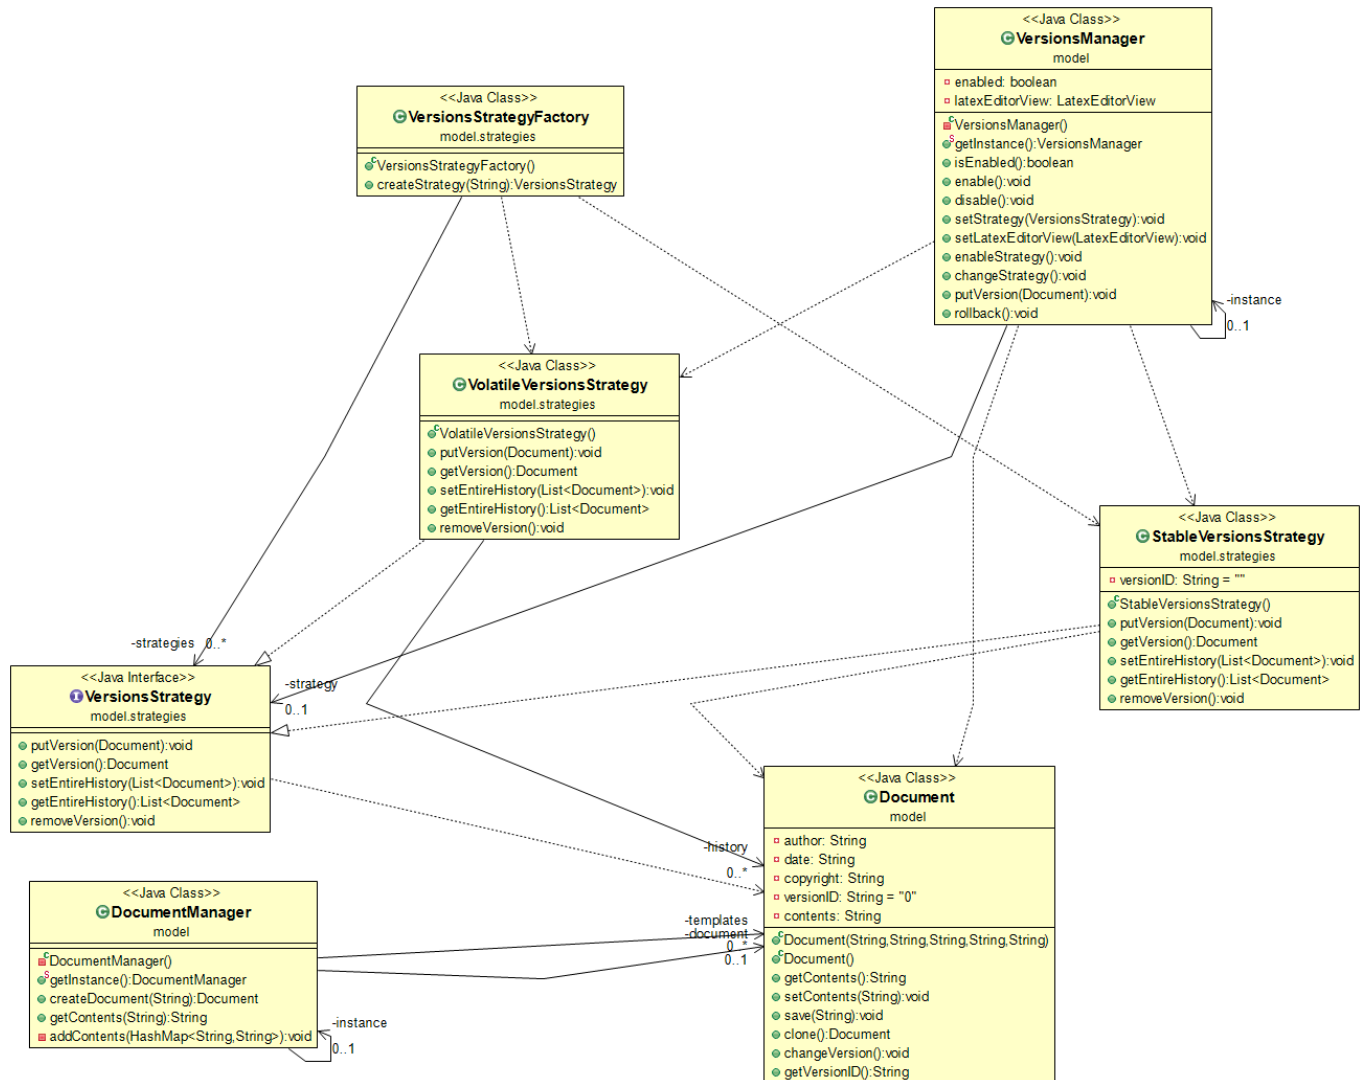 <<Java Class>>
VersionsManager
model
enabled: boolean
latexEditorView: LatexEditorView
VersionsManager()
getInstance():VersionsManager
isEnabled():boolean
enable():void
disable():void
setStrategy(VersionsStrategy):void
setLatexEditorView(LatexEditorView):void
enableStrategy():void
changeStrategy():void
putVersion(Document):void
rollback():void
-instance
0..1
<<Java Class>>
VersionsStrategyFactory
model.strategies
VersionsStrategyFactory()
createStrategy(String):VersionsStrategy
<<Java Class>>
VolatileVersionsStrategy
model.strategies
VolatileVersionsStrategy()
putVersion(Document):void
getVersion():Document
setEntireHistory(List<Document>):void
getEntireHistory():List<Document>
removeVersion():void
<<Java Class>>
StableVersionsStrategy
model.strategies
versionID: String = ""
StableVersionsStrategy()
putVersion(Document):void
getVersion():Document
setEntireHistory(List<Document>):void
getEntireHistory():List<Document>
removeVersion():void
-strategies 0..*
-strategy
0..1
<<Java Interface>>
VersionsStrategy
model.strategies
putVersion(Document):void
getVersion():Document
setEntireHistory(List<Document>):void
getEntireHistory():List<Document>
removeVersion():void
-history
0..*
-templates
-document
0..*
0..1
<<Java Class>>
Document
model
author: String
date: String
copyright: String
versionID: String = "0"
contents: String
Document(String,String,String,String,String)
Document()
getContents():String
setContents(String):void
save(String):void
clone():Document
changeVersion():void
getVersionID():String
<<Java Class>>
DocumentManager
model
DocumentManager()
getInstance():DocumentManager
createDocument(String):Document
getContents(String):String
addContents(HashMap<String,String>):void
-instance
0..1